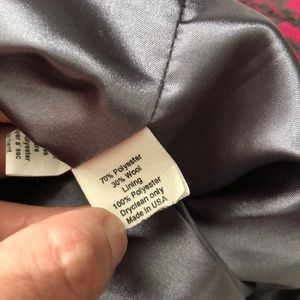 70% Polyester
30% Wool
Lining
100% Polyester
Dryclean only
Made in USA